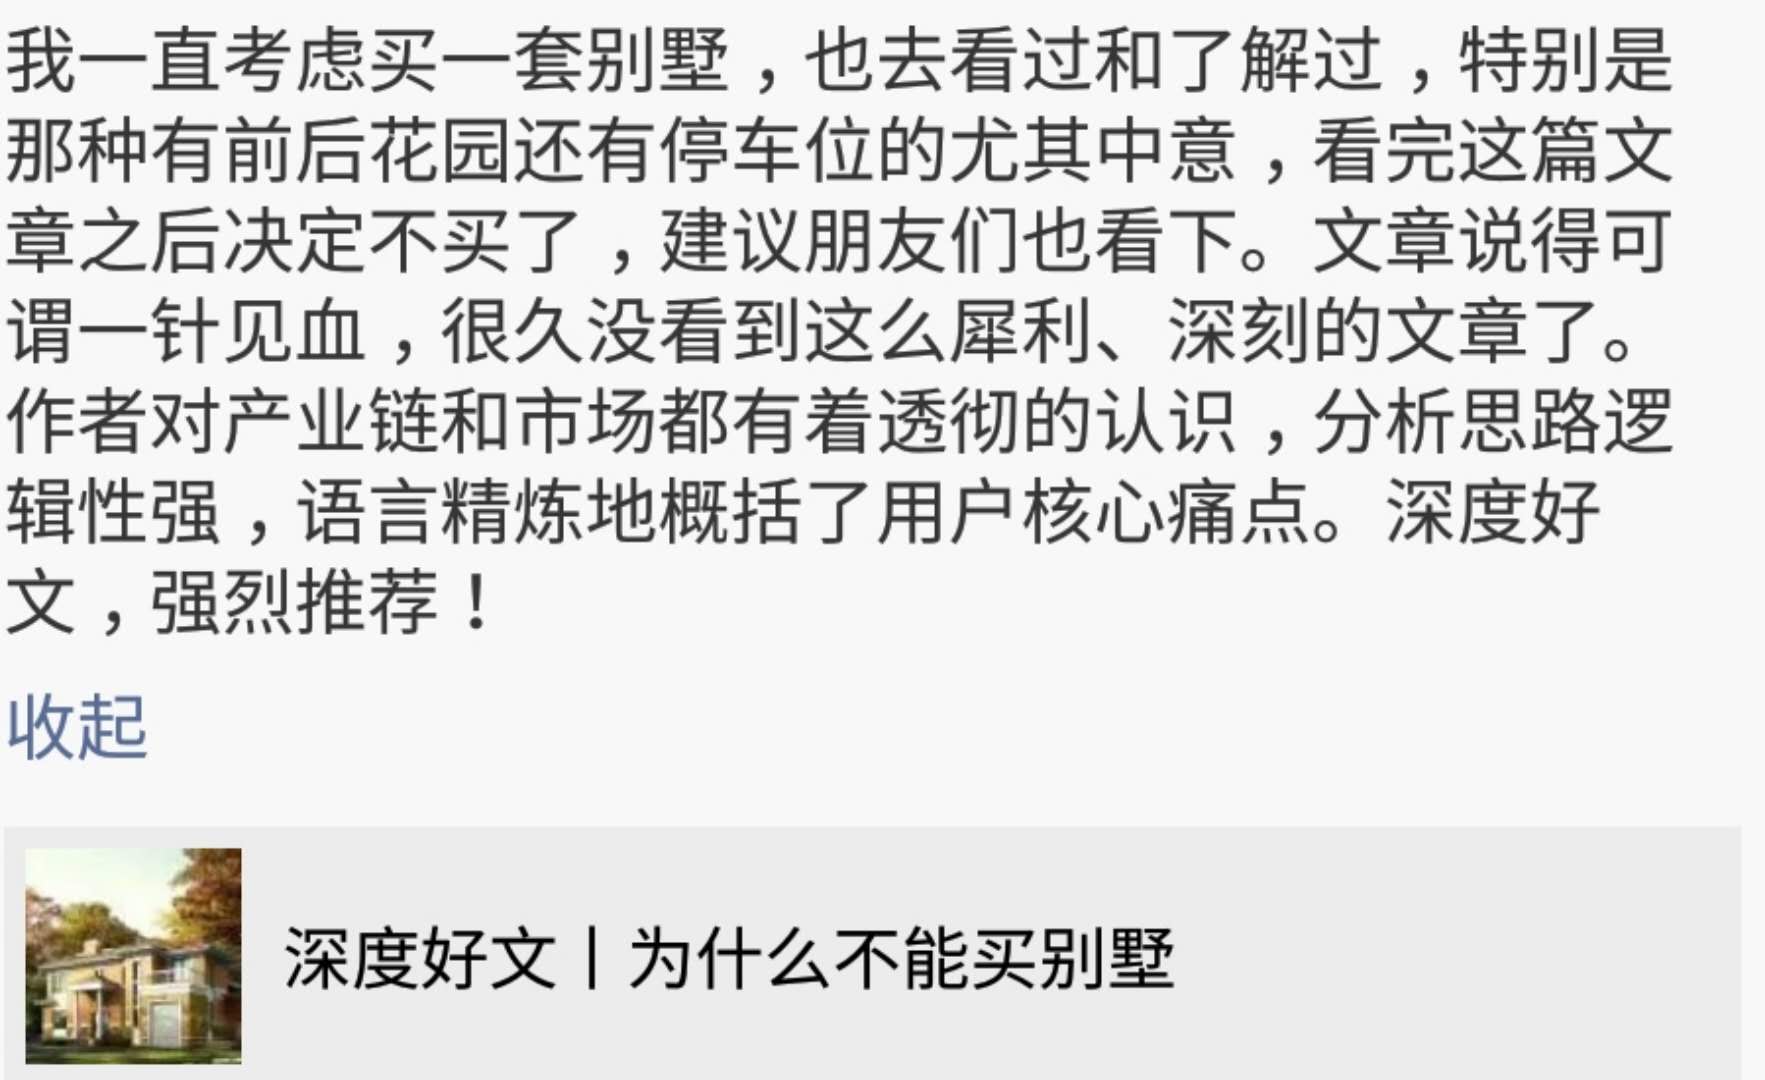 我一直考虑买一套别墅，也去看过和了解过，特别是
那种有前后花园还有停车位的尤其中意，看完这篇文
章之后决定不买了，建议朋友们也看下。文章说得可
谓一针见血，很久没看到这么犀利、深刻的文章了。
作者对产业链和市场都有着透彻的认识，分析思路逻
辑性强，语言精炼地概括了用户核心痛点。深度好
文，强烈推荐！
收起
深度好文丨为什么不能买别墅